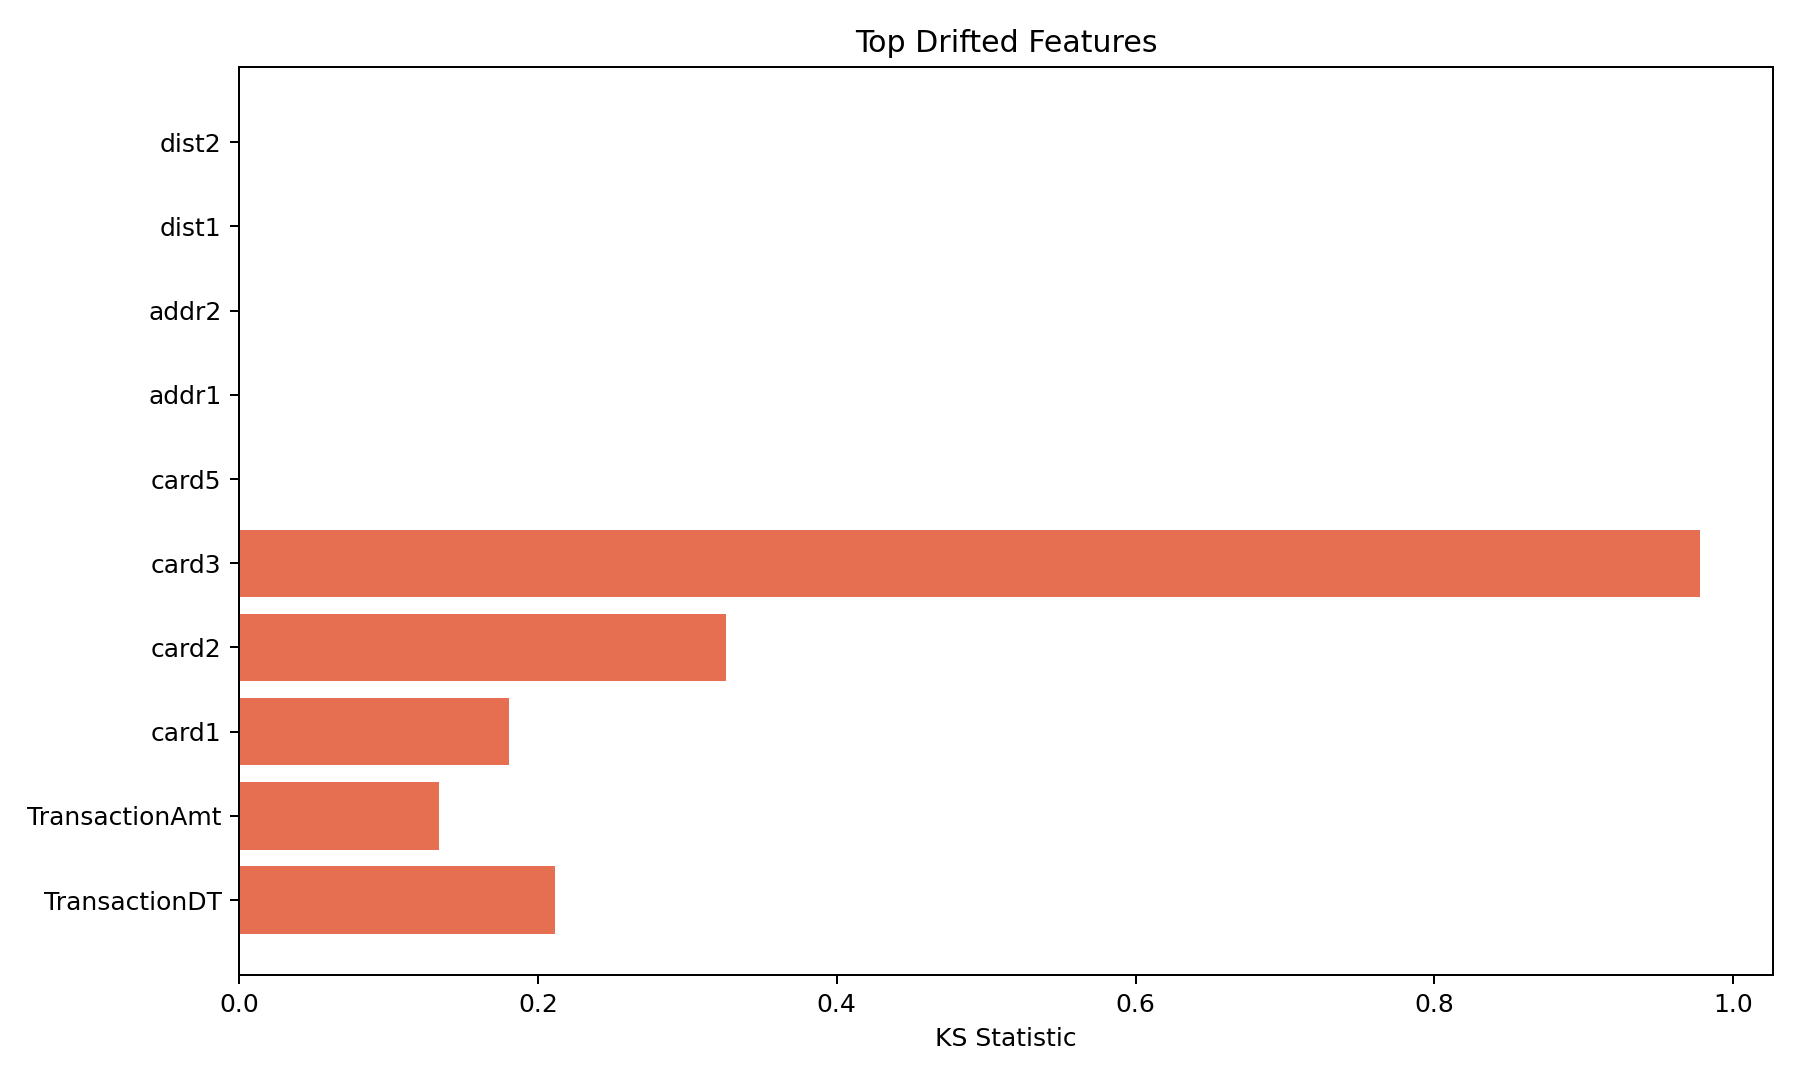 Top Drifted Features
dist2
dist1
addr2
addr1
card5
card3
card2
card1
TransactionAmt
TransactionDT
0.0 0.2 0.4 0.6 0.8 1.0
KS Statistic